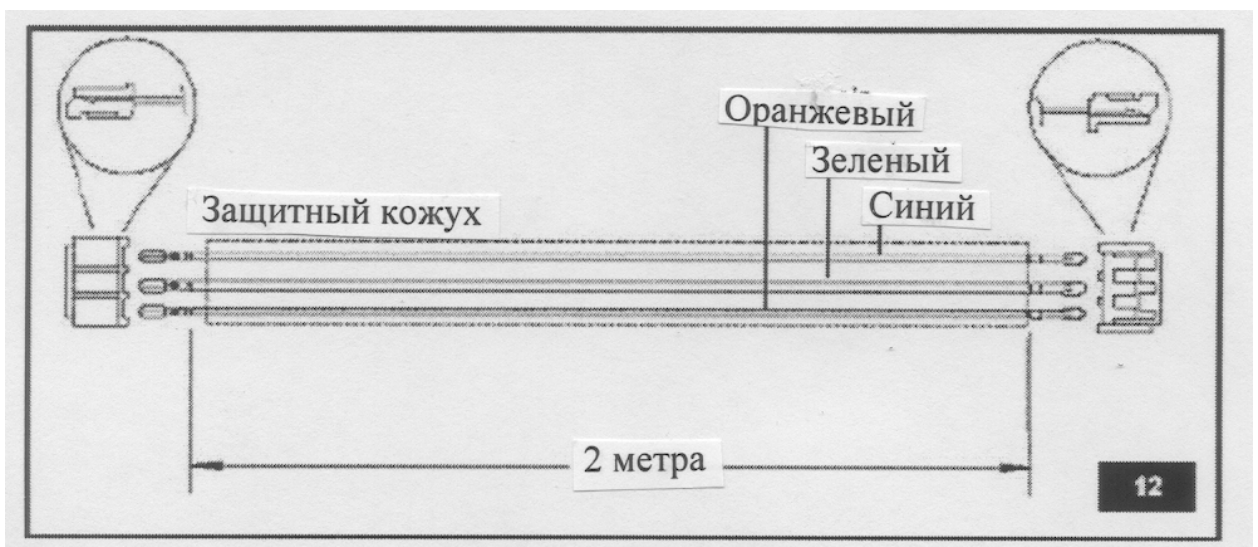 Оранжевый
Зеленый
Синий
Защитный кожух
2 метра
12